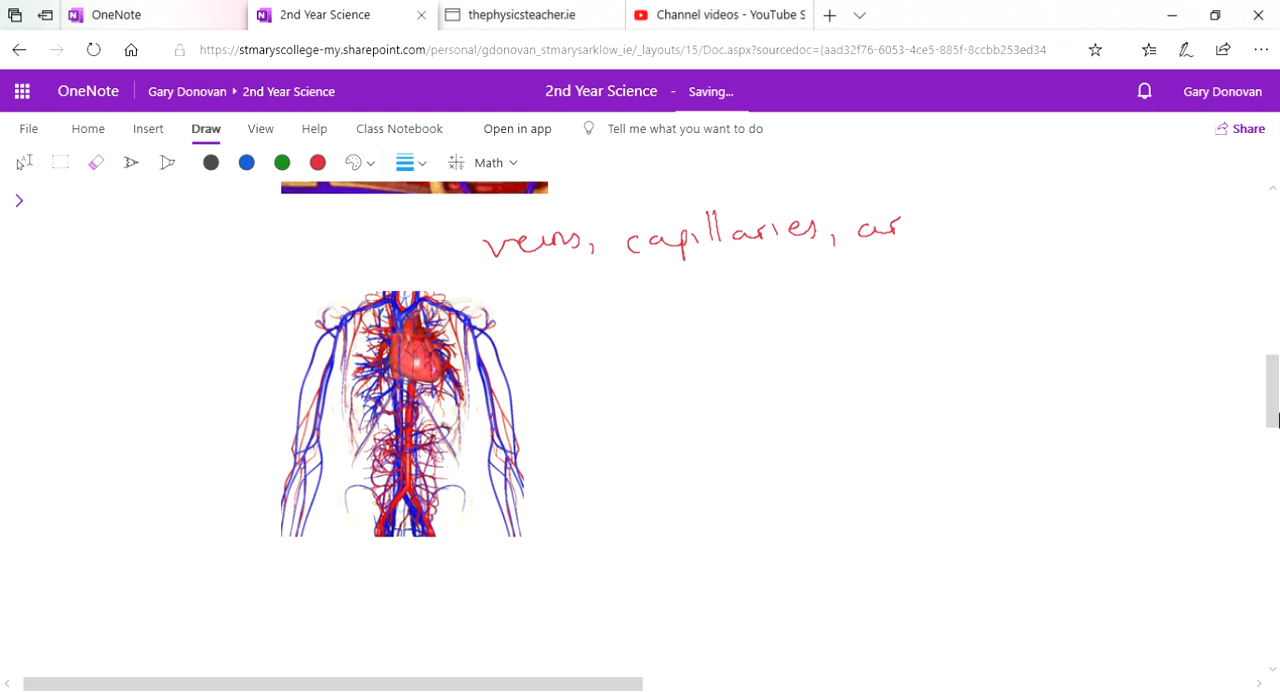 OneNote
2nd Year Science
thephysicsteacher.ie
Channel videos - YouTube S
https://stmaryscollege-my.sharepoint.com/personal/gdonovan_stmarysarklow_ie/_layouts/15/Doc.aspx?sourcedoc={aad32f76-6053-4ce5-885f-8ccbb253ed34
OneNote Gary Donovan 2nd Year Science 2nd Year Science - Saving... Gary Donovan
File Home Insert Draw View Help Class Notebook Open in app Tell me what you want to do Share
Math
veins, capillaries, ar